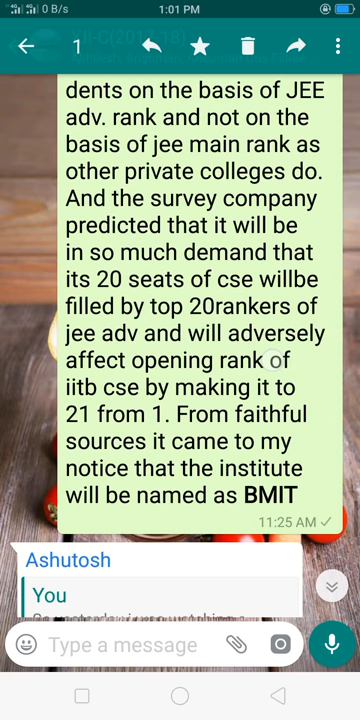 4G 4G 0 B/s 1:01 PM
1
dents on the basis of JEE
adv. rank and not on the
basis of jee main rank as
other private colleges do.
And the survey company
predicted that it will be
in so much demand that
its 20 seats of cse willbe
filled by top 20rankers of
jee adv and will adversely
affect opening rank of
iitb cse by making it to
21 from 1. From faithful
sources it came to my
notice that the institute
will be named as BMIT
11:25 AM
Ashutosh
You
Type a message